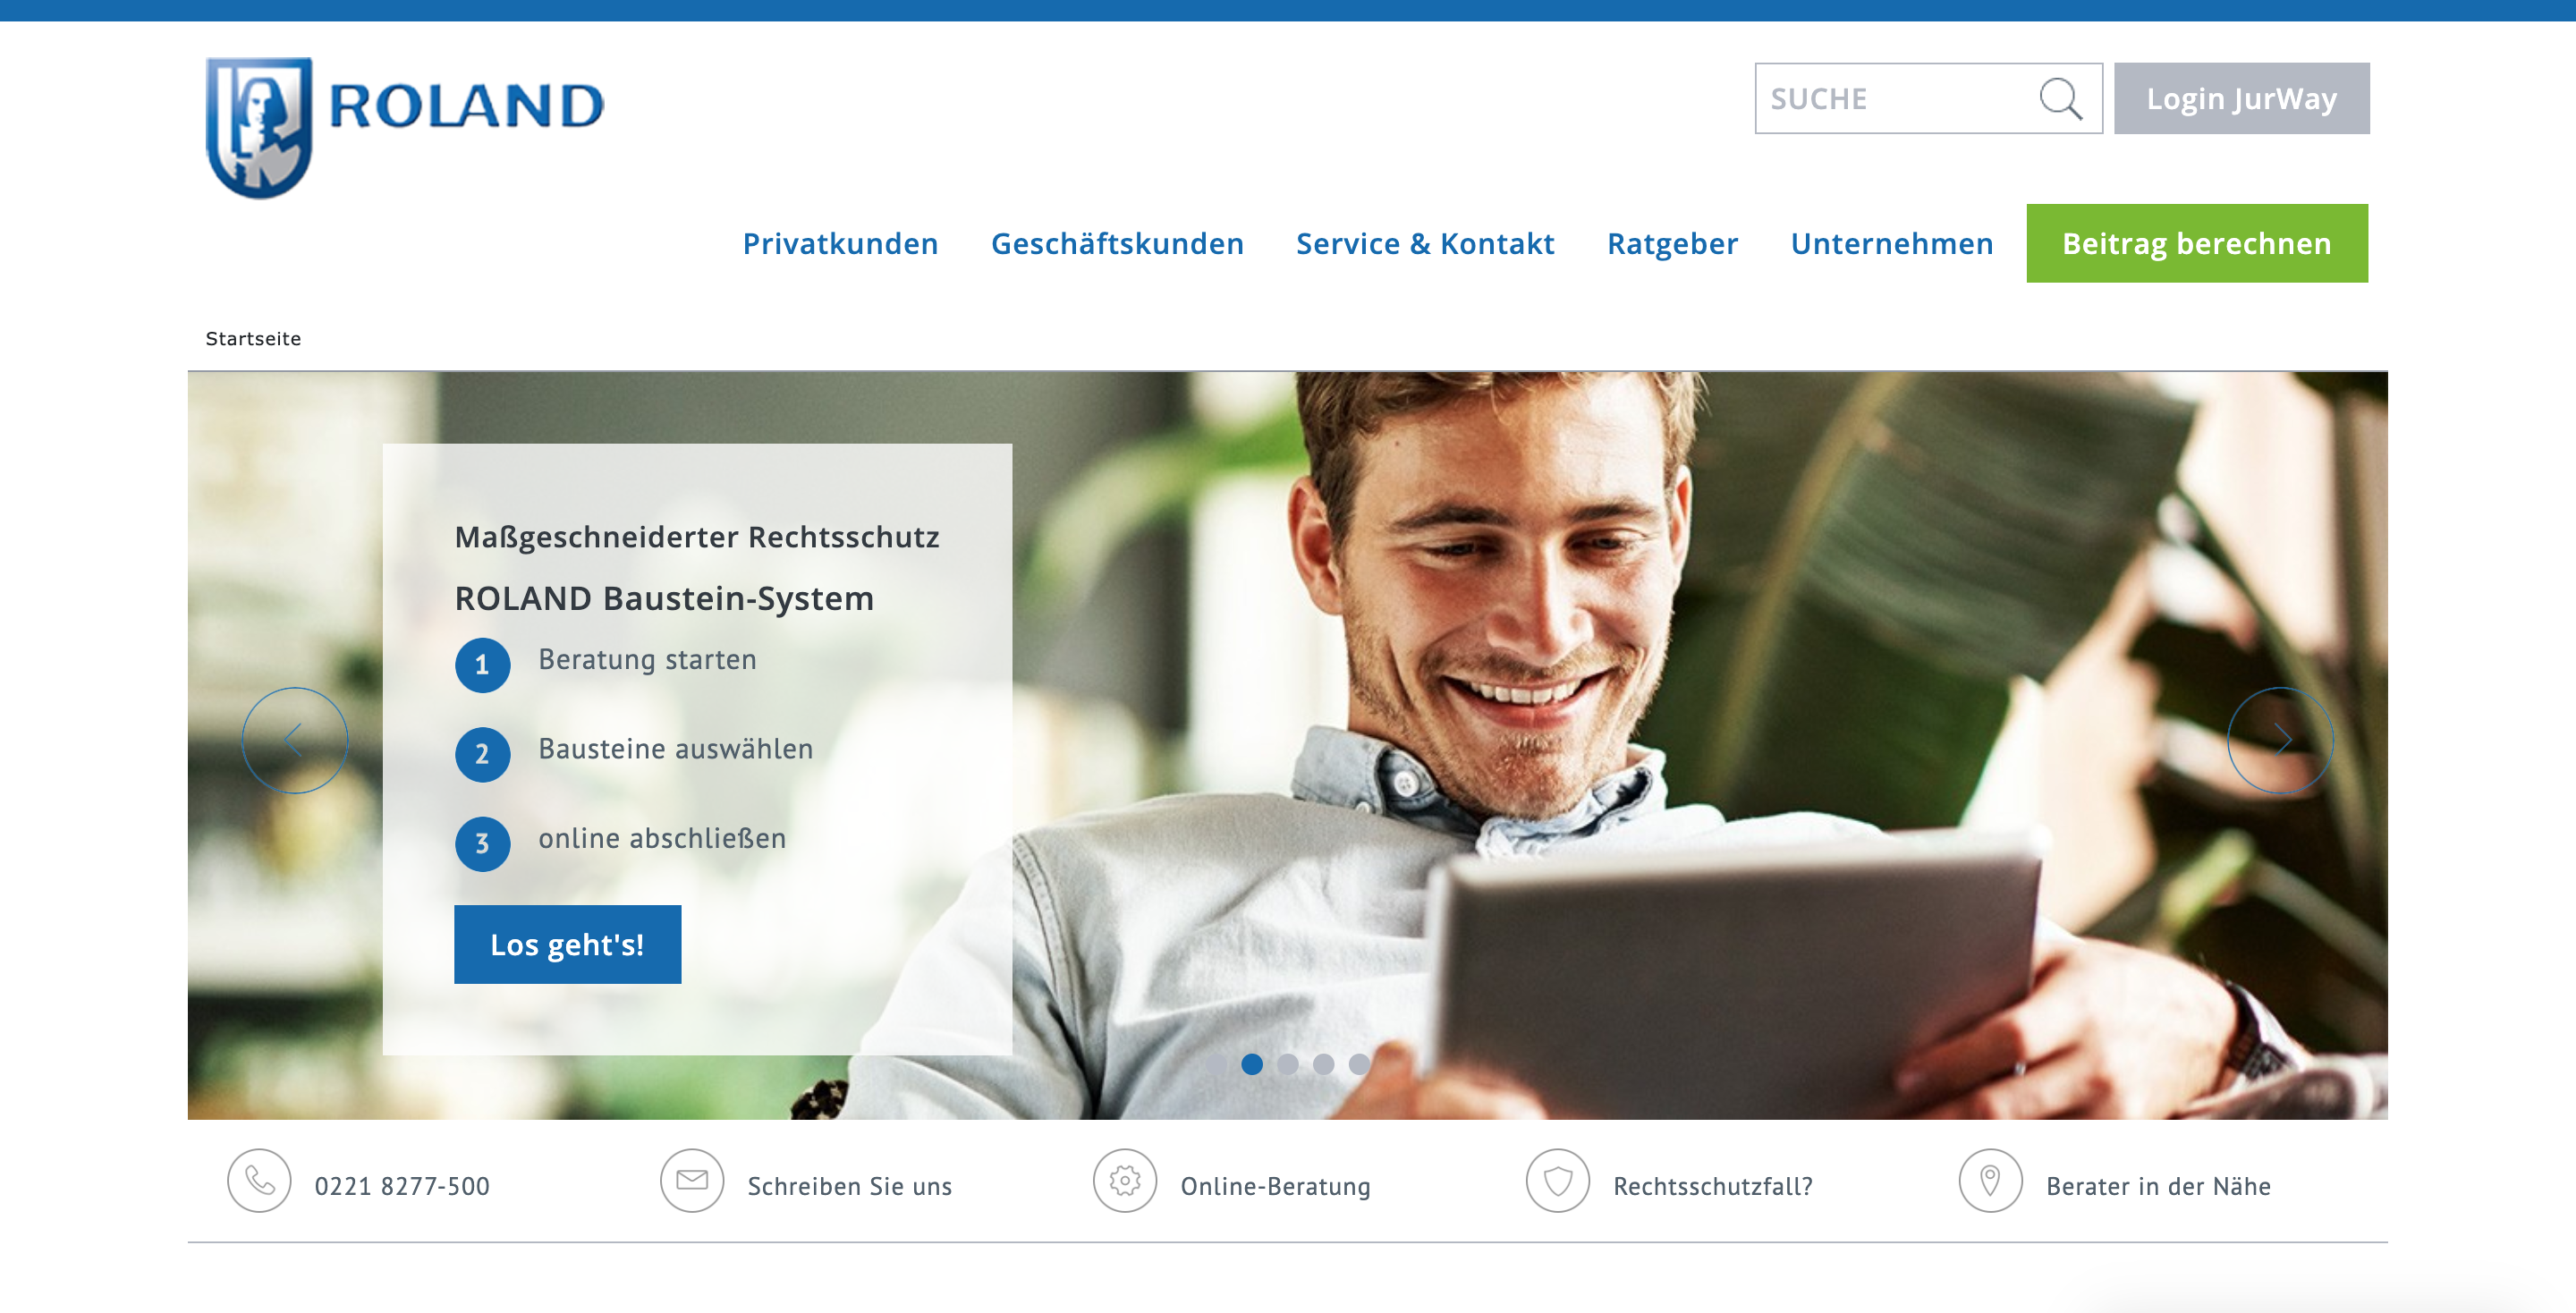 ROLAND
SUCHE
Login JurWay
Privatkunden
Geschäftskunden
Service & Kontakt
Ratgeber
Unternehmen
Beitrag berechnen
Startseite
Maßgeschneiderter Rechtsschutz
ROLAND Baustein-System
1 Beratung starten
2 Bausteine auswählen
3 online abschließen
Los geht's!
0221 8277-500
Schreiben Sie uns
Online-Beratung
Rechtsschutzfall?
Berater in der Nähe